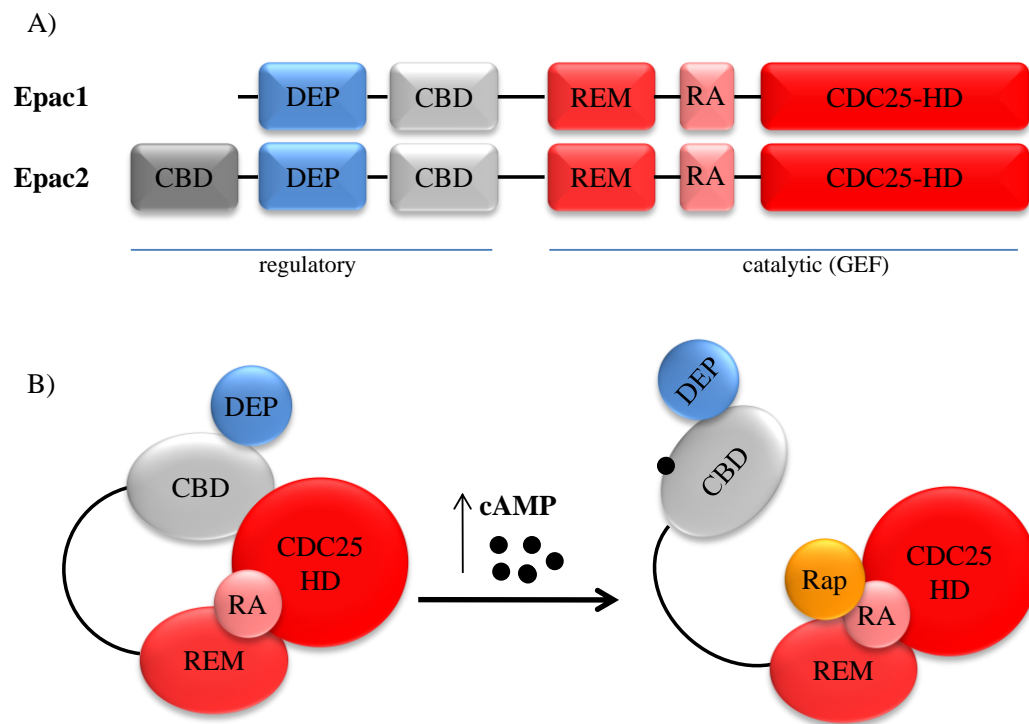 A)
Epac1 DEP CBD REM RA CDC25-HD
Epac2 CBD DEP CBD REM RA CDC25-HD
regulatory catalytic (GEF)
B)
DEP
CBD
CDC25
HD
RA
REM
cAMP
DEP
CBD
Rap
CDC25
HD
RA
REM